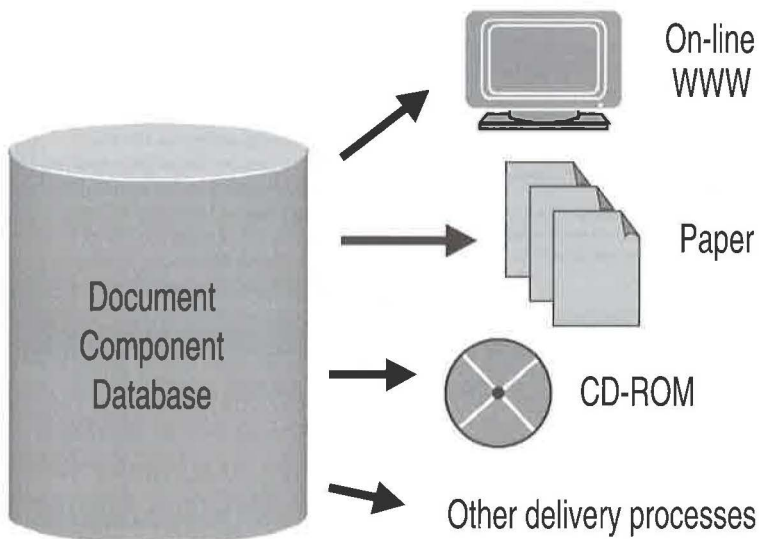 On-line
WWW
Paper
Document
Component
Database
CD-ROM
Other delivery processes